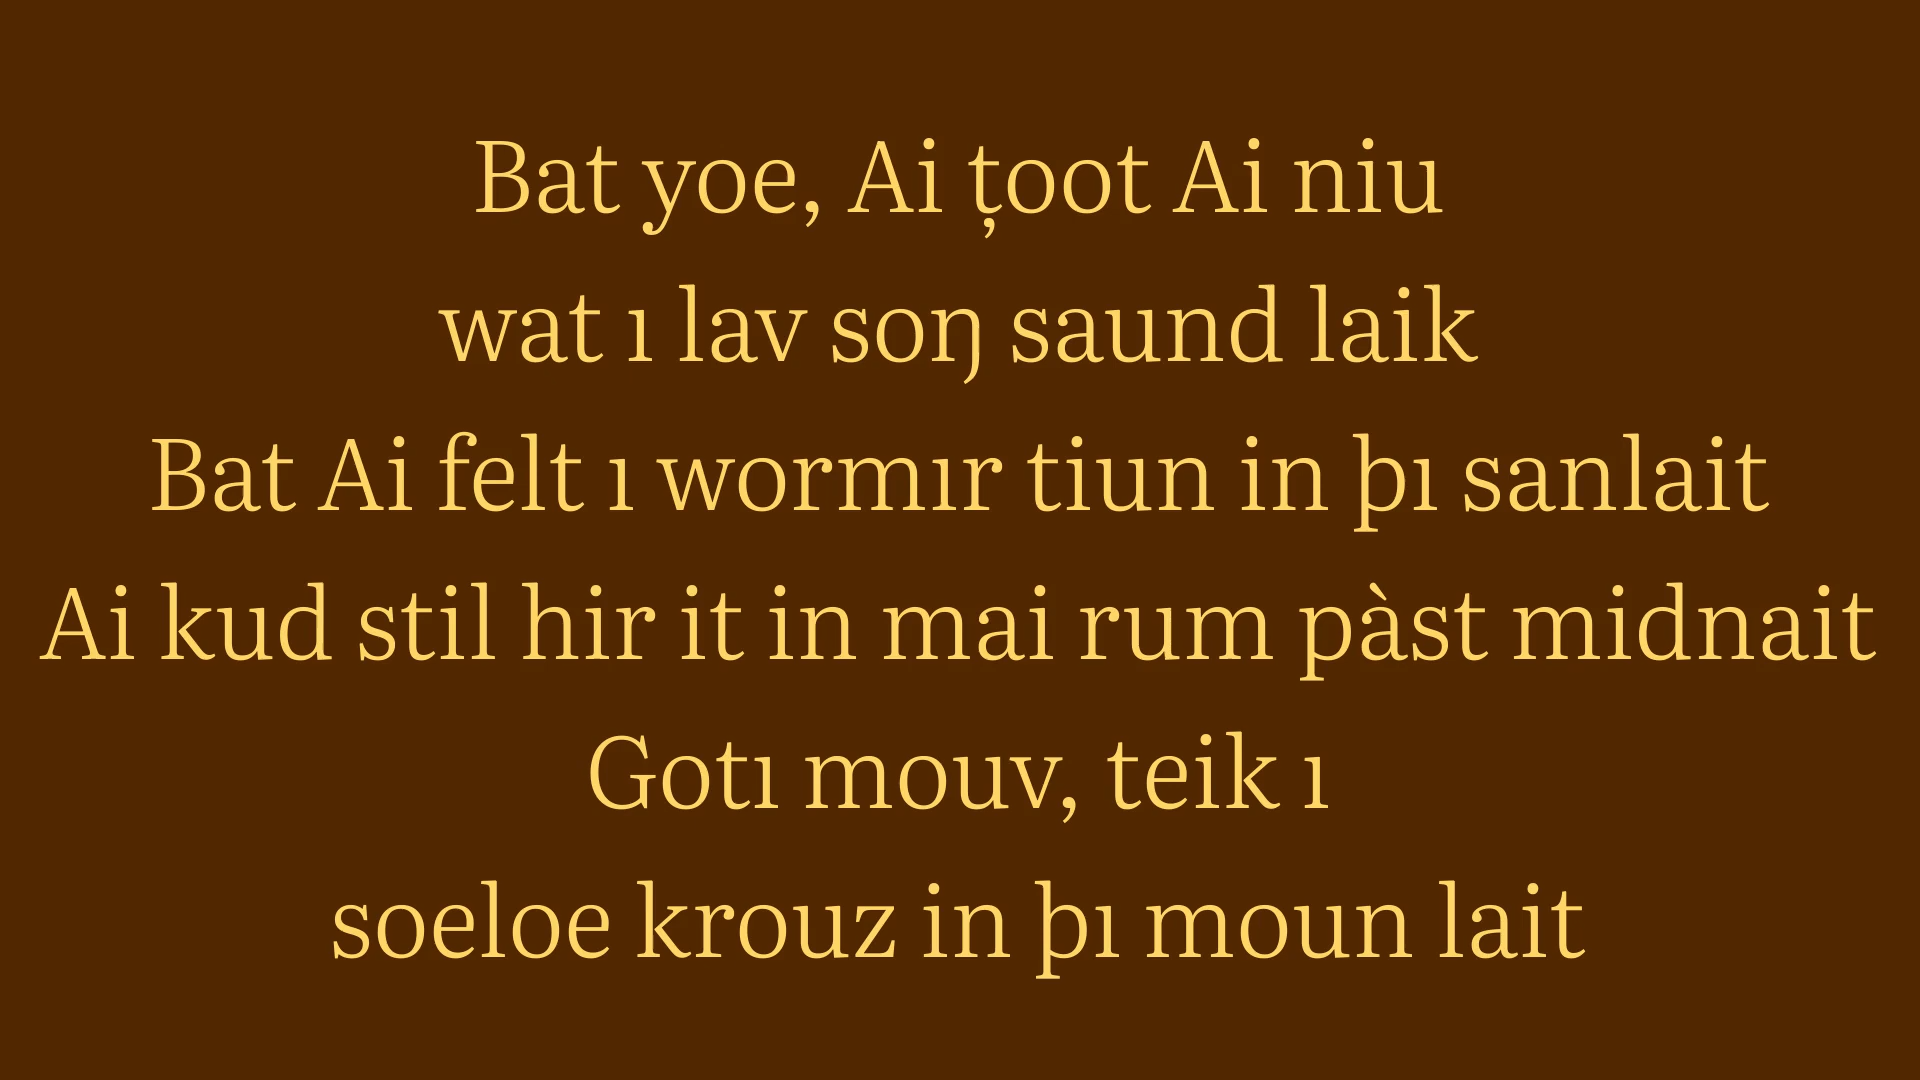 Bat yoe, Ai țoot Ai niu
wat ı lav soŋ saund laik
Bat Ai felt ı wormır tiun in þı sanlait
Ai kud stil hir it in mai rum pàst midnait
Gotı mouv, teik ı
soeloe krouz in þı moun lait